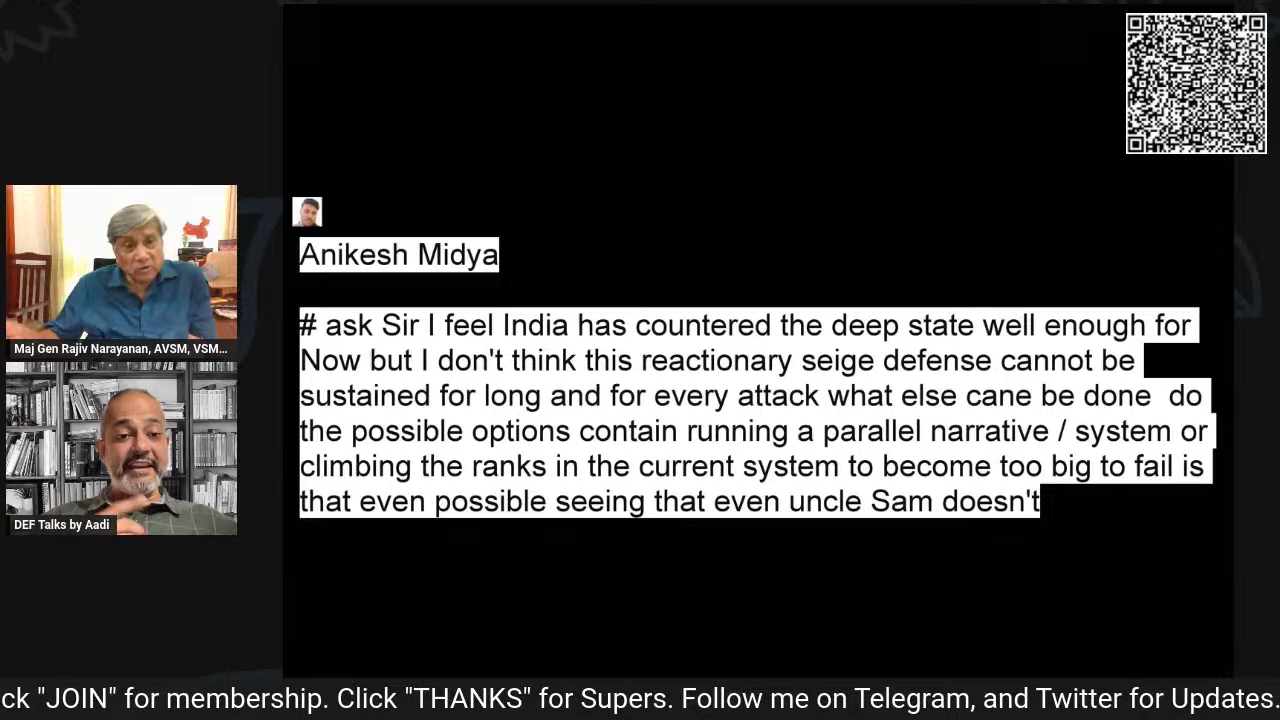 Anikesh Midya
# ask Sir I feel India has countered the deep state well enough for
Now but I don't think this reactionary seige defense cannot be
sustained for long and for every attack what else cane be done  do
the possible options contain running a parallel narrative / system or
climbing the ranks in the current system to become too big to fail is
that even possible seeing that even uncle Sam doesn't
Maj Gen Rajiv Narayanan, AVSM, VSM...
DEF Talks by Aadi
ck "JOIN" for membership. Click "THANKS" for Supers. Follow me on Telegram, and Twitter for Updates.